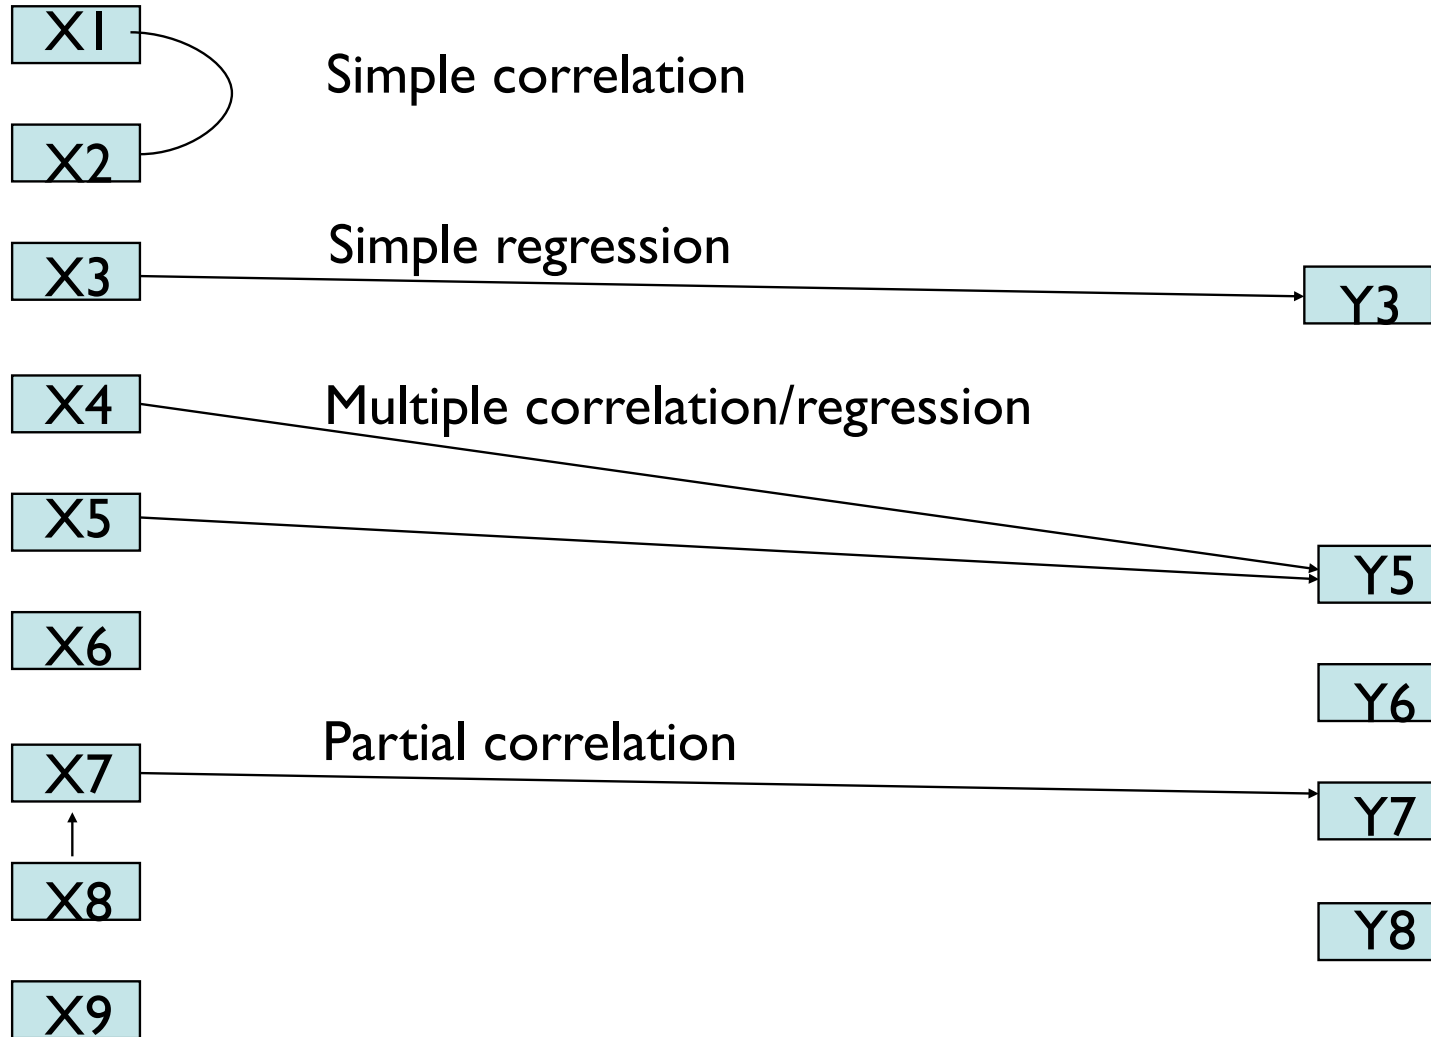 X1
Simple correlation
X2
Simple regression
X3
Y3
X4
Multiple correlation/regression
X5
Y5
X6
Y6
Partial correlation
X7
Y7
X8
Y8
X9